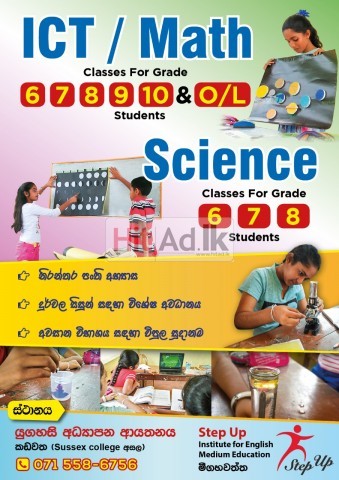 ICT / Math
Classes For Grade
6 7 8 9 10 & O/L
Students
Science
Classes For Grade
6 7 8
Students
HitAd.lk
නිරන්තර පංති අභ්‍යාස
දුර්වල සිසුන් සඳහා විශේෂ අවධානය
අවසාන විභාගය සඳහා විපුල සූදානම
ස්ථානය
යුගහසි අධ්‍යාපන ආයතනය
කඩවත (Sussex college අසල)
071 558-6756
Step Up
Institute for English
Medium Education
මීගහවත්ත
Step Up